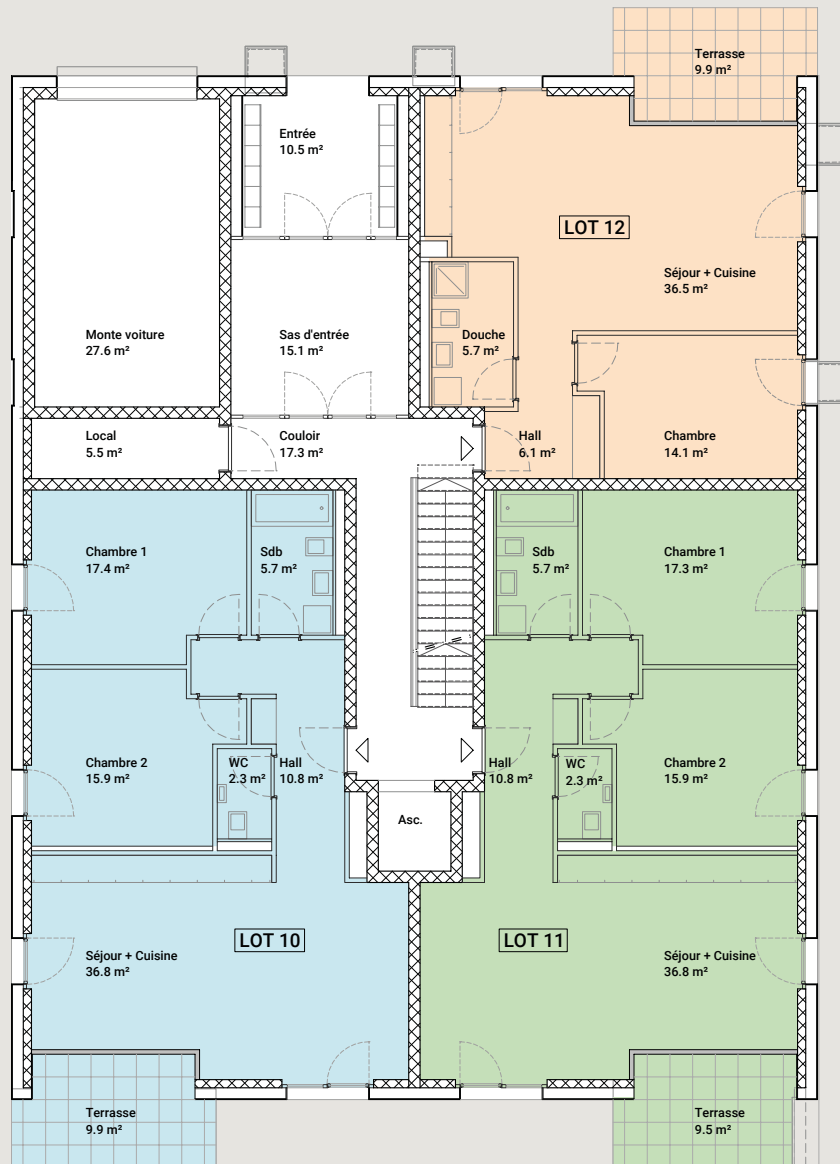 Terrasse
9.9 m²
Entrée
10.5 m²
LOT 12
Séjour + Cuisine
36.5 m²
Monte voiture
27.6 m²
Sas d'entrée
15.1 m²
Douche
5.7 m²
Local
5.5 m²
Couloir
17.3 m²
Hall
6.1 m²
Chambre
14.1 m²
Chambre 1
17.4 m²
Sdb
5.7 m²
Sdb
5.7 m²
Chambre 1
17.3 m²
Chambre 2
15.9 m²
WC
2.3 m²
Hall
10.8 m²
Hall
10.8 m²
WC
2.3 m²
Chambre 2
15.9 m²
Asc.
LOT 10
LOT 11
Séjour + Cuisine
36.8 m²
Séjour + Cuisine
36.8 m²
Terrasse
9.9 m²
Terrasse
9.5 m²